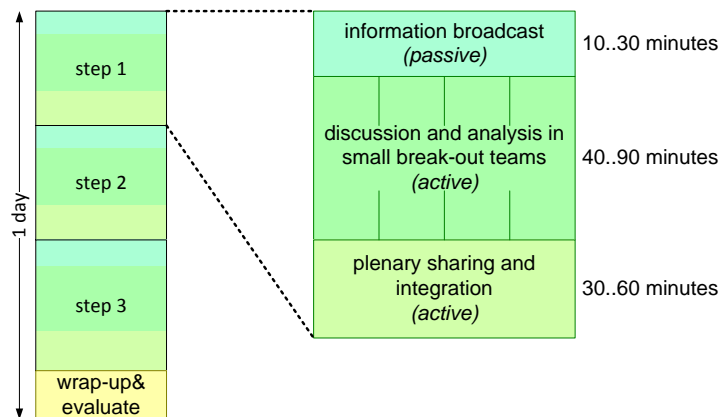 1 day
step 1
step 2
step 3
wrap-up&
evaluate
information broadcast
(passive)
10..30 minutes
discussion and analysis in
small break-out teams
(active)
40..90 minutes
plenary sharing and
integration
(active)
30..60 minutes